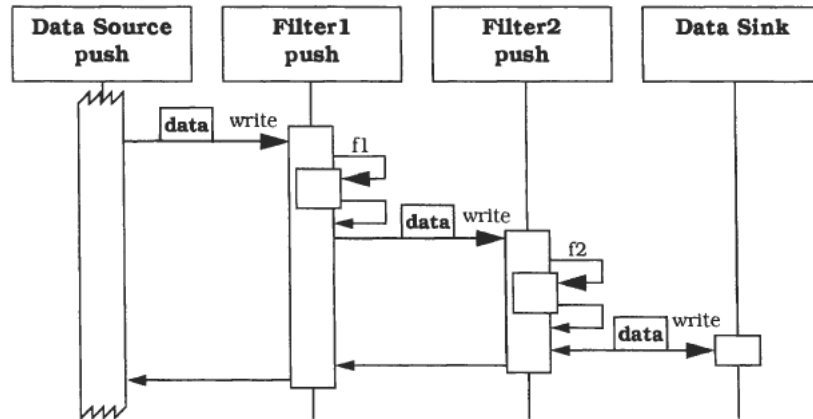 Data Source
push
Filter1
push
Filter2
push
Data Sink
data
write
f1
data
write
f2
data
write